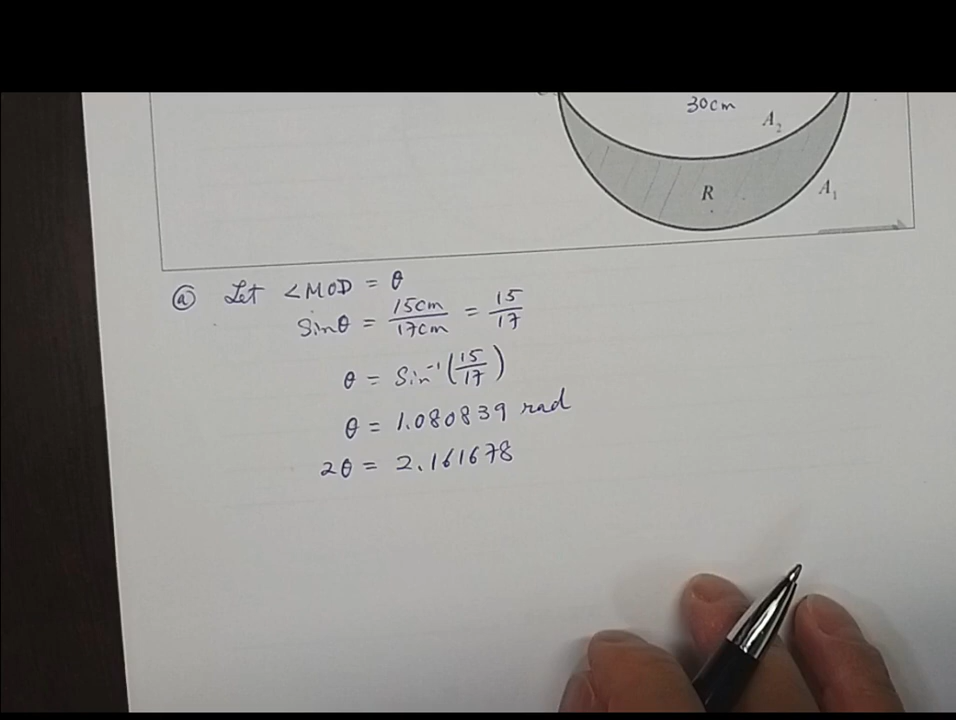 30cm
A₂
R
A₁
ⓐ Let ∠MOD = θ
Sinθ = 15cm/17cm = 15/17
θ = Sin⁻¹(15/17)
θ = 1.080839 rad
2θ = 2.161678